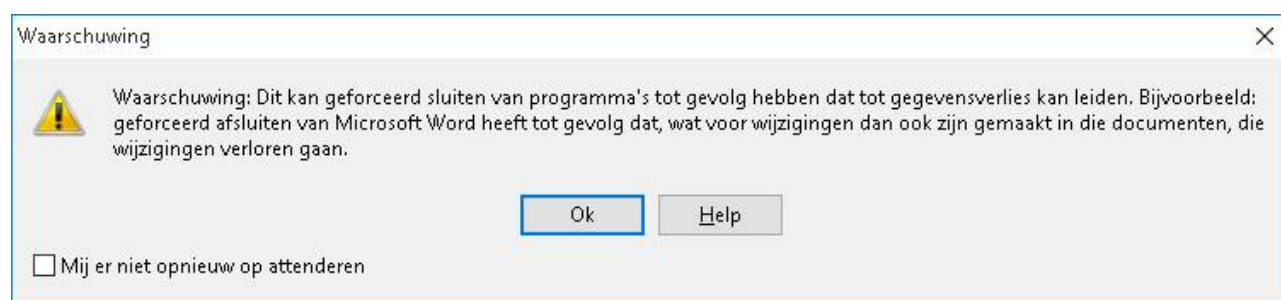 Waarschuwing
Waarschuwing: Dit kan geforceerd sluiten van programma's tot gevolg hebben dat tot gegevensverlies kan leiden. Bijvoorbeeld:
geforceerd afsluiten van Microsoft Word heeft tot gevolg dat, wat voor wijzigingen dan ook zijn gemaakt in die documenten, die
wijzigingen verloren gaan.
Ok Help
Mij er niet opnieuw op attenderen